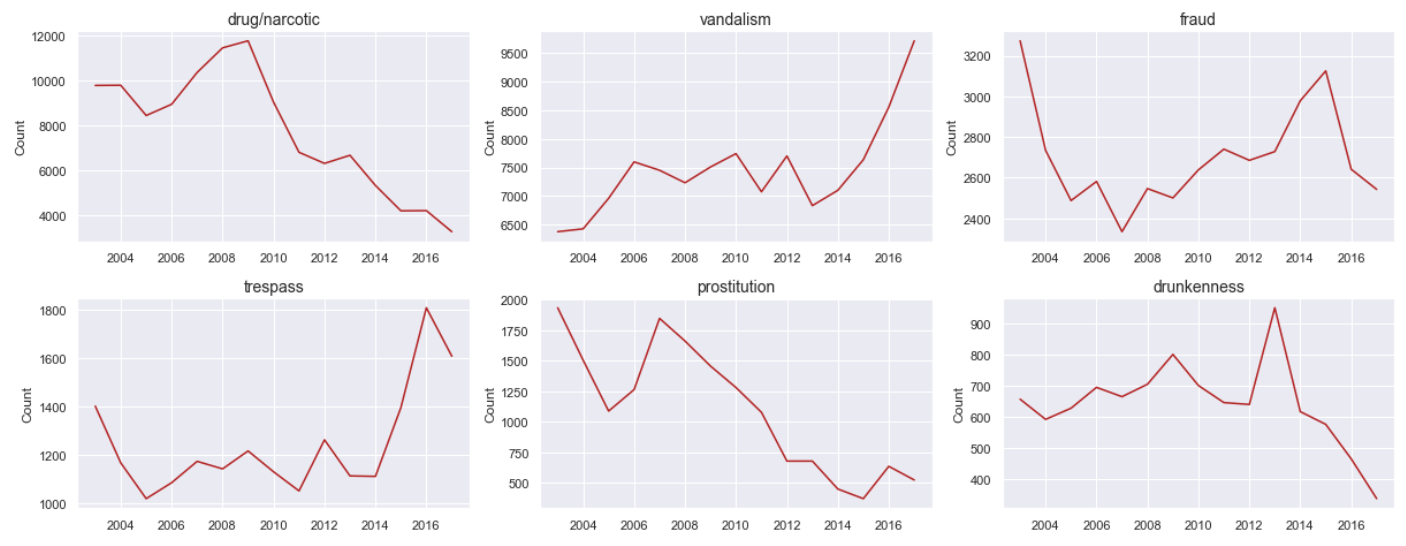 drug/narcotic
12000
10000
8000
6000
4000
Count
2004 2006 2008 2010 2012 2014 2016
vandalism
9500
9000
8500
8000
7500
7000
6500
Count
2004 2006 2008 2010 2012 2014 2016
fraud
3200
3000
2800
2600
2400
Count
2004 2006 2008 2010 2012 2014 2016
trespass
1800
1600
1400
1200
1000
Count
2004 2006 2008 2010 2012 2014 2016
prostitution
2000
1750
1500
1250
1000
750
500
Count
2004 2006 2008 2010 2012 2014 2016
drunkenness
900
800
700
600
500
400
Count
2004 2006 2008 2010 2012 2014 2016